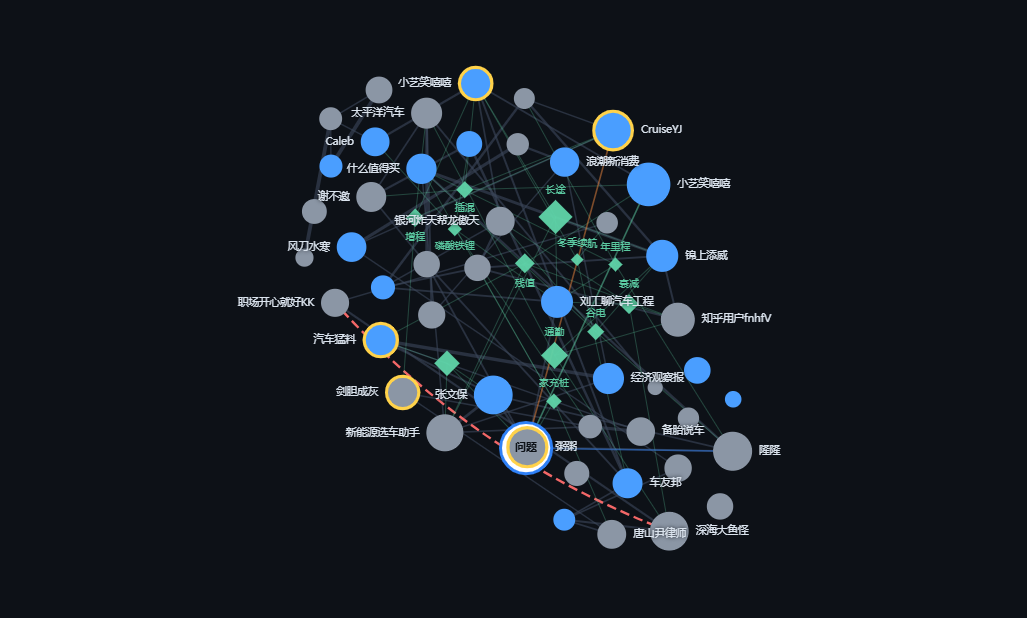 小艺笑嘻嘻
太平洋汽车
CruiseYJ
Caleb
浪潮新消费
什么值得买
小艺笑嘻嘻
长途
谢不邀
插混
银河炸天帮龙傲天
增程
磷酸铁锂
冬季续航
年里程
风刀水寒
锦上添威
残值
衰减
职场开心就好KK
刘工聊汽车工程
谷电
知乎用户fnhfV
通勤
汽车猛料
经济观察报
家充桩
剑胆成灰
张文保
新能源选车助手
备胎说车
问题
粥粥
隆隆
车友邦
唐山尹律师
深海大鱼怪